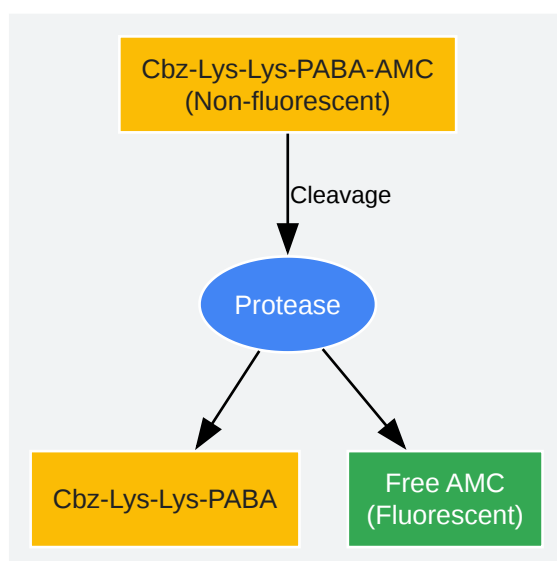 Cbz-Lys-Lys-PABA-AMC
(Non-fluorescent)
Cleavage
Protease
Cbz-Lys-Lys-PABA
Free AMC
(Fluorescent)